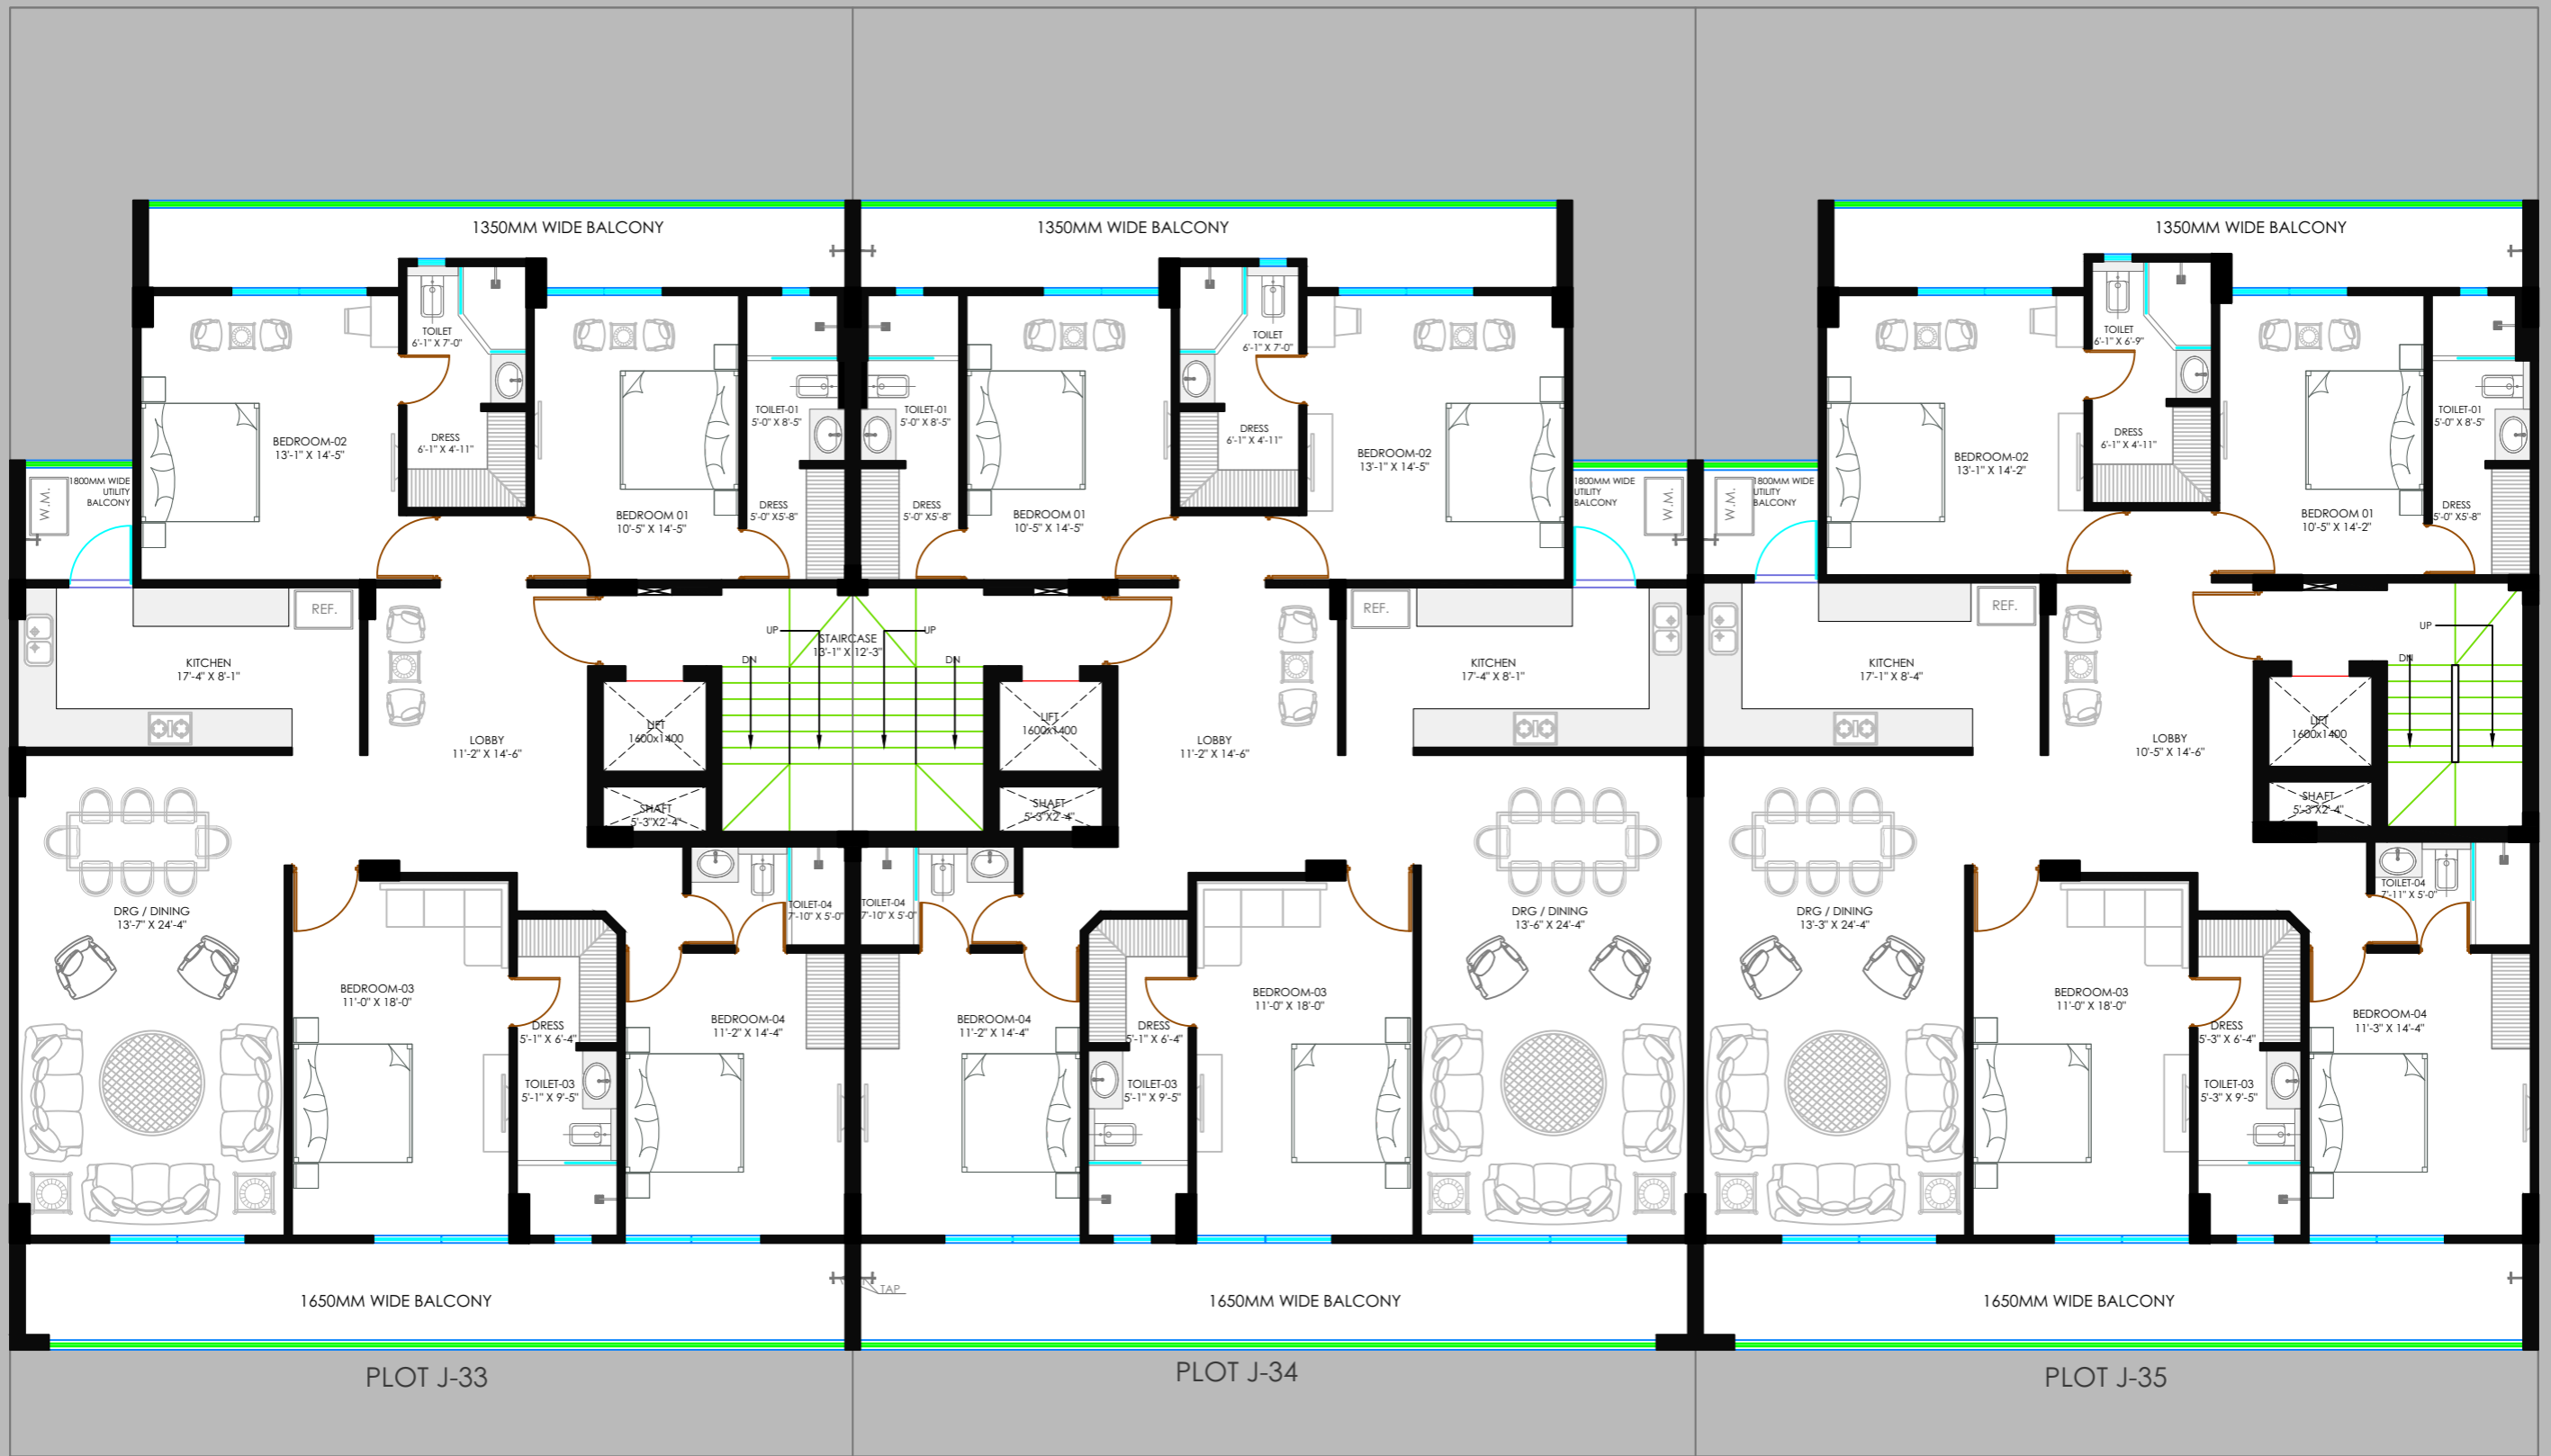 1350MM WIDE BALCONY
1350MM WIDE BALCONY
1350MM WIDE BALCONY
TOILET
6'-1" X 7'-0"
TOILET
6'-1" X 7'-0"
TOILET
6'-1" X 6'-9"
BEDROOM-02
13'-1" X 14'-5"
DRESS
6'-1" X 4'-11"
TOILET-01
5'-0" X 8'-5"
TOILET-01
5'-0" X 8'-5"
DRESS
6'-1" X 4'-11"
BEDROOM-02
13'-1" X 14'-5"
BEDROOM-02
13'-1" X 14'-2"
DRESS
6'-1" X 4'-11"
TOILET-01
5'-0" X 8'-5"
W.M.
1800MM WIDE
UTILITY
BALCONY
BEDROOM 01
10'-5" X 14'-5"
DRESS
5'-0" X5'-8"
DRESS
5'-0" X5'-8"
BEDROOM 01
10'-5" X 14'-5"
1800MM WIDE
UTILITY
BALCONY
W.M.
W.M.
1800MM WIDE
UTILITY
BALCONY
BEDROOM 01
10'-5" X 14'-2"
DRESS
5'-0" X5'-8"
REF.
REF.
REF.
UP
STAIRCASE
13'-1" X 12'-3"
UP
UP
DN
DN
DN
KITCHEN
17'-4" X 8'-1"
KITCHEN
17'-4" X 8'-1"
KITCHEN
17'-1" X 8'-4"
LOBBY
11'-2" X 14'-6"
LIFT
1600x1400
LIFT
1600x1400
LOBBY
11'-2" X 14'-6"
LOBBY
10'-5" X 14'-6"
LIFT
1600x1400
SHAFT
5'-3"X2'-4"
SHAFT
5'-3"X2'-4"
SHAFT
5'-3"X2'-4"
DRG / DINING
13'-7" X 24'-4"
TOILET-04
7'-10" X 5'-0"
TOILET-04
7'-10" X 5'-0"
DRG / DINING
13'-6" X 24'-4"
DRG / DINING
13'-3" X 24'-4"
TOILET-04
7'-11" X 5'-0"
BEDROOM-03
11'-0" X 18'-0"
DRESS
5'-1" X 6'-4"
BEDROOM-04
11'-2" X 14'-4"
BEDROOM-04
11'-2" X 14'-4"
DRESS
5'-1" X 6'-4"
BEDROOM-03
11'-0" X 18'-0"
BEDROOM-03
11'-0" X 18'-0"
DRESS
5'-3" X 6'-4"
BEDROOM-04
11'-3" X 14'-4"
TOILET-03
5'-1" X 9'-5"
TOILET-03
5'-1" X 9'-5"
TOILET-03
5'-3" X 9'-5"
TAP
1650MM WIDE BALCONY
1650MM WIDE BALCONY
1650MM WIDE BALCONY
PLOT J-33
PLOT J-34
PLOT J-35